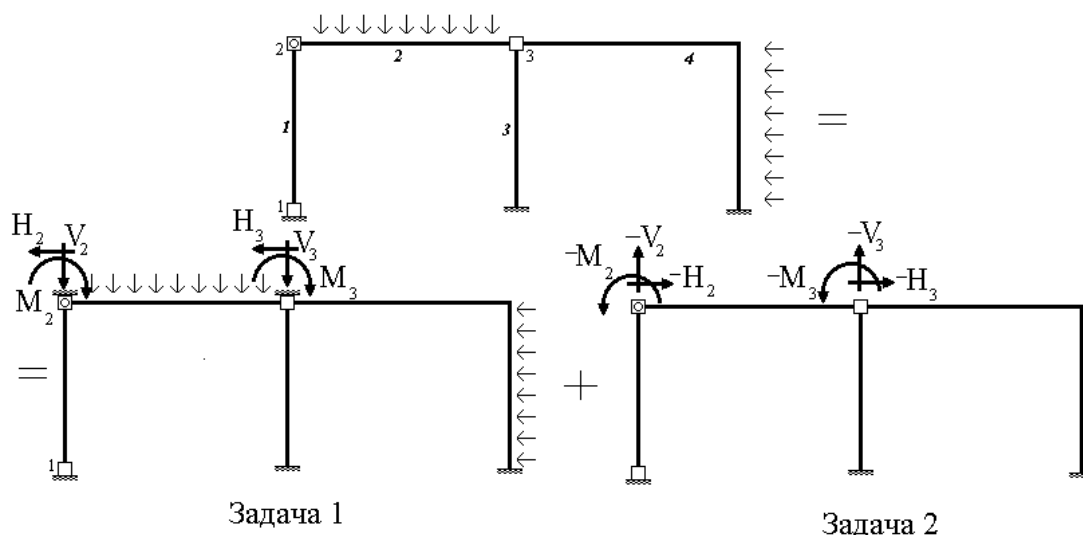 2
2
3
4
1
3
=
1
H₂
V₂
H₃
V₃
M₂
M₃
=
1
Задача 1
+
−V₂
−M₂
−H₂
−V₃
−M₃
−H₃
Задача 2